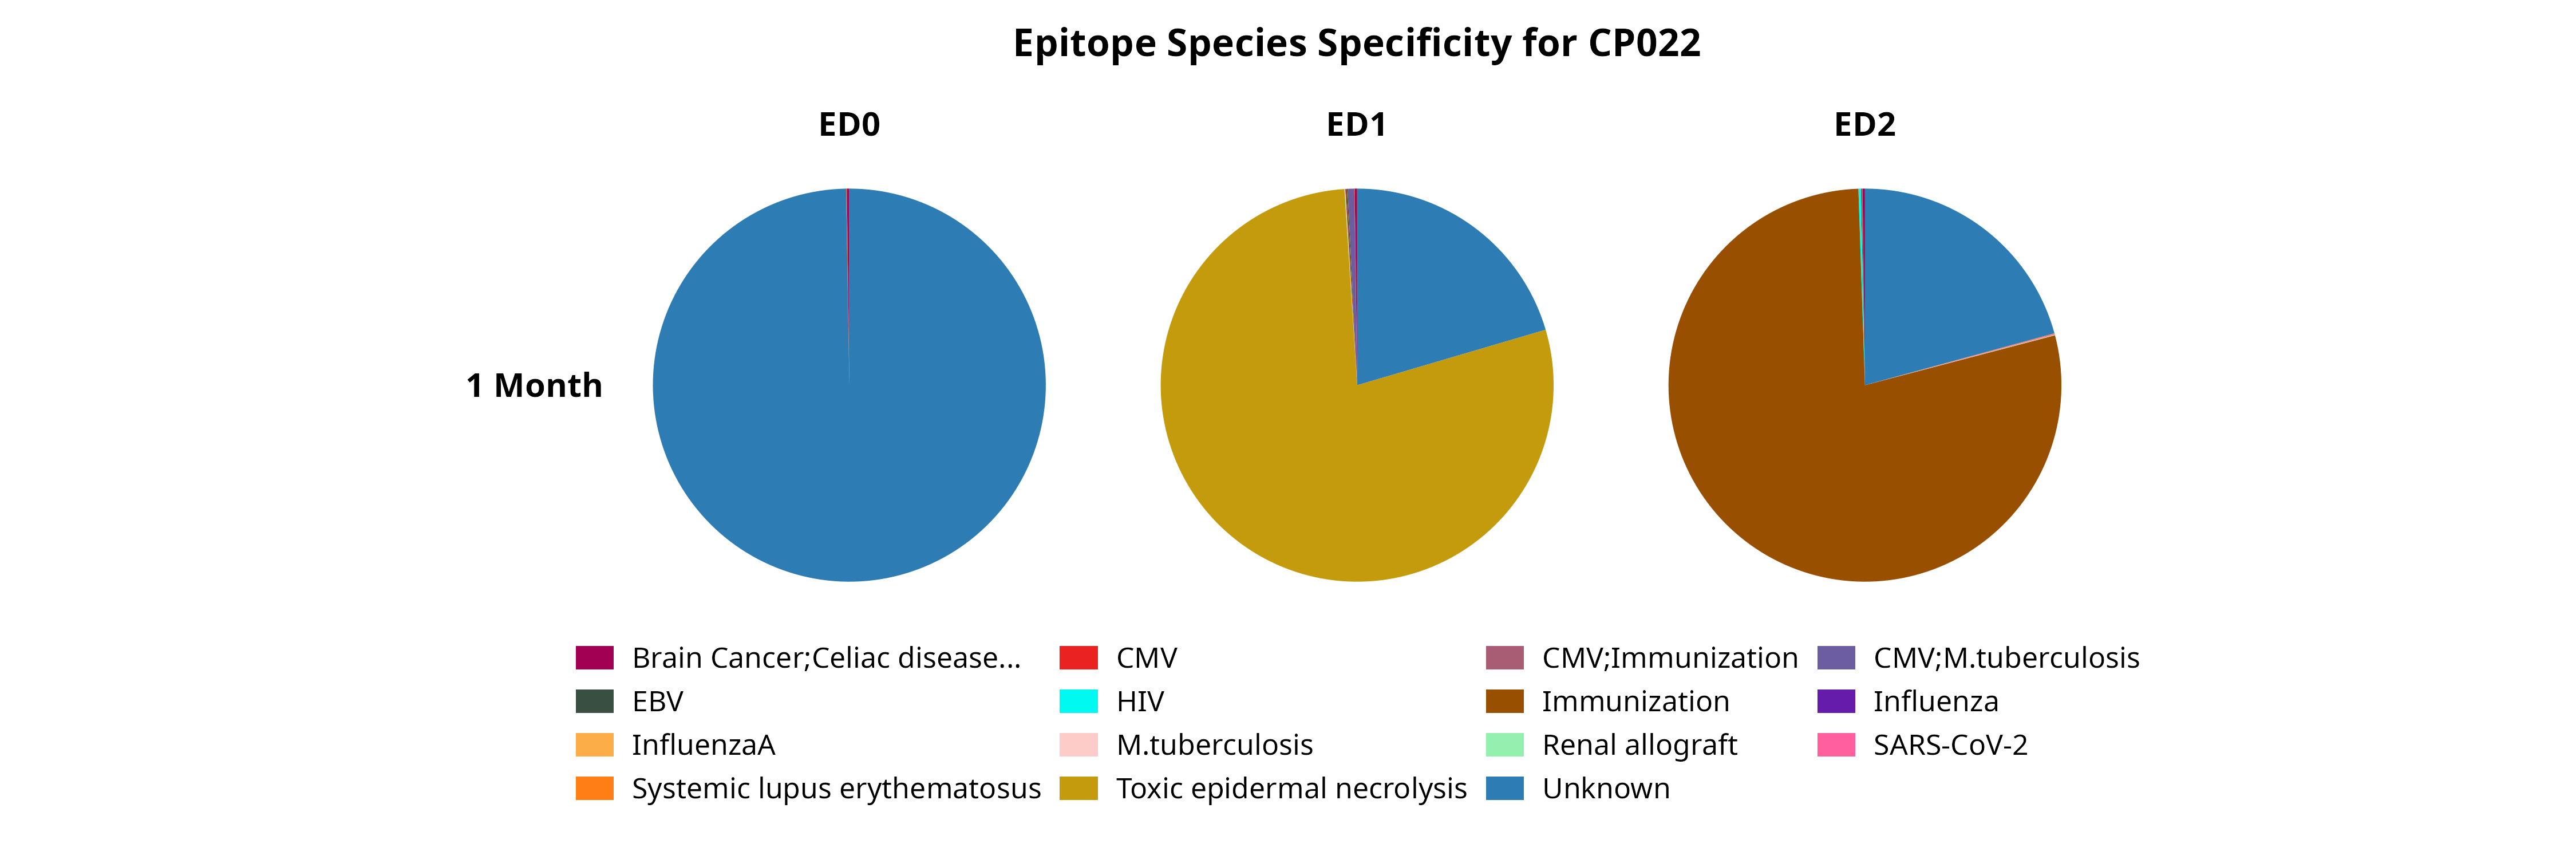 Epitope Species Specificity for CP022
ED0 ED1 ED2
1 Month
Brain Cancer;Celiac disease... CMV CMV;Immunization CMV;M.tuberculosis
EBV HIV Immunization Influenza
InfluenzaA M.tuberculosis Renal allograft SARS-CoV-2
Systemic lupus erythematosus Toxic epidermal necrolysis Unknown